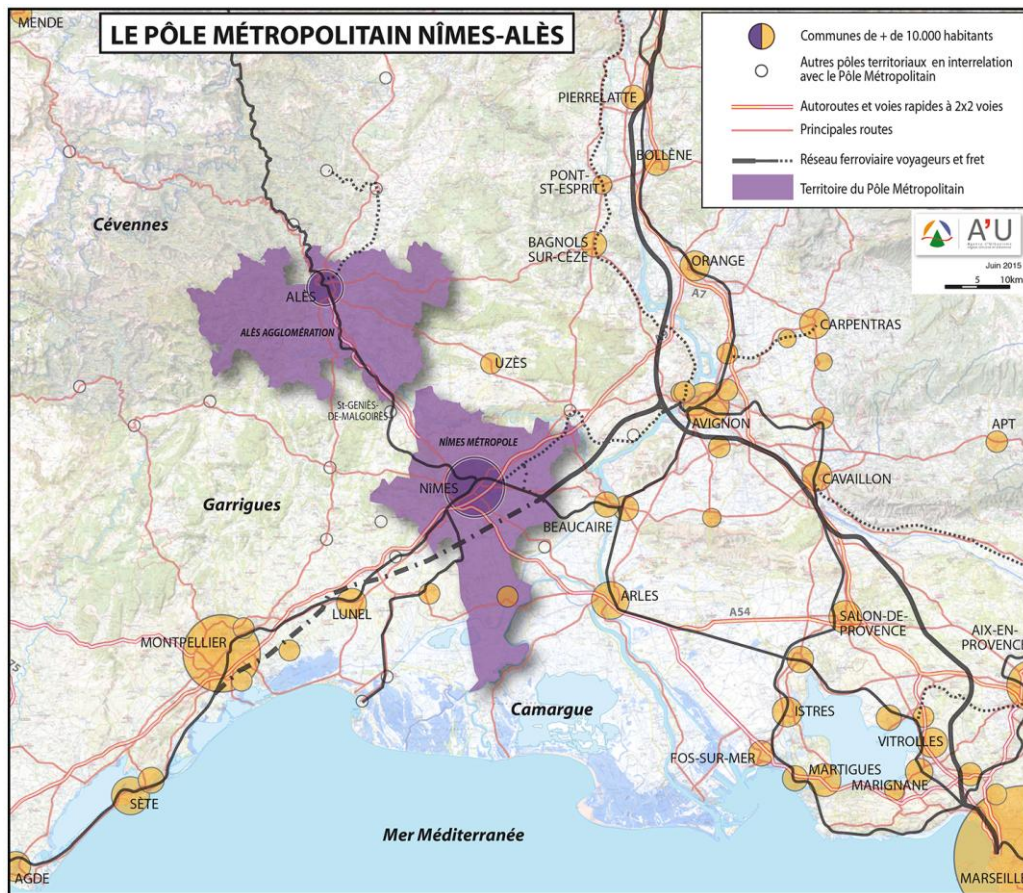 MENDE
LE PÔLE MÉTROPOLITAIN NÎMES-ALÈS
Communes de + de 10.000 habitants
Autres pôles territoriaux en interrelation
avec le Pôle Métropolitain
Autoroutes et voies rapides à 2x2 voies
Principales routes
Réseau ferroviaire voyageurs et fret
Territoire du Pôle Métropolitain
A'U
Juin 2015
5 10km
PIERRELATTE
BOLLÈNE
PONT-
ST-ESPRIT
Cévennes
BAGNOLS
SUR-CÈZE
ORANGE
A7
ALÈS
ALÈS AGGLOMÉRATION
CARPENTRAS
UZÈS
St-GENIÈS-
DE-MALGOIRES
AVIGNON
APT
NÎMES MÉTROPOLE
NÎMES
CAVAILLON
Garrigues
BEAUCAIRE
LUNEL
ARLES
A54
SALON-DE-
PROVENCE
AIX-EN-
PROVENCE
MONTPELLIER
Camargue
ISTRES
VITROLLES
FOS-SUR-MER
MARTIGUES
MARIGNANE
SÈTE
Mer Méditerranée
AGDE
MARSEILLE